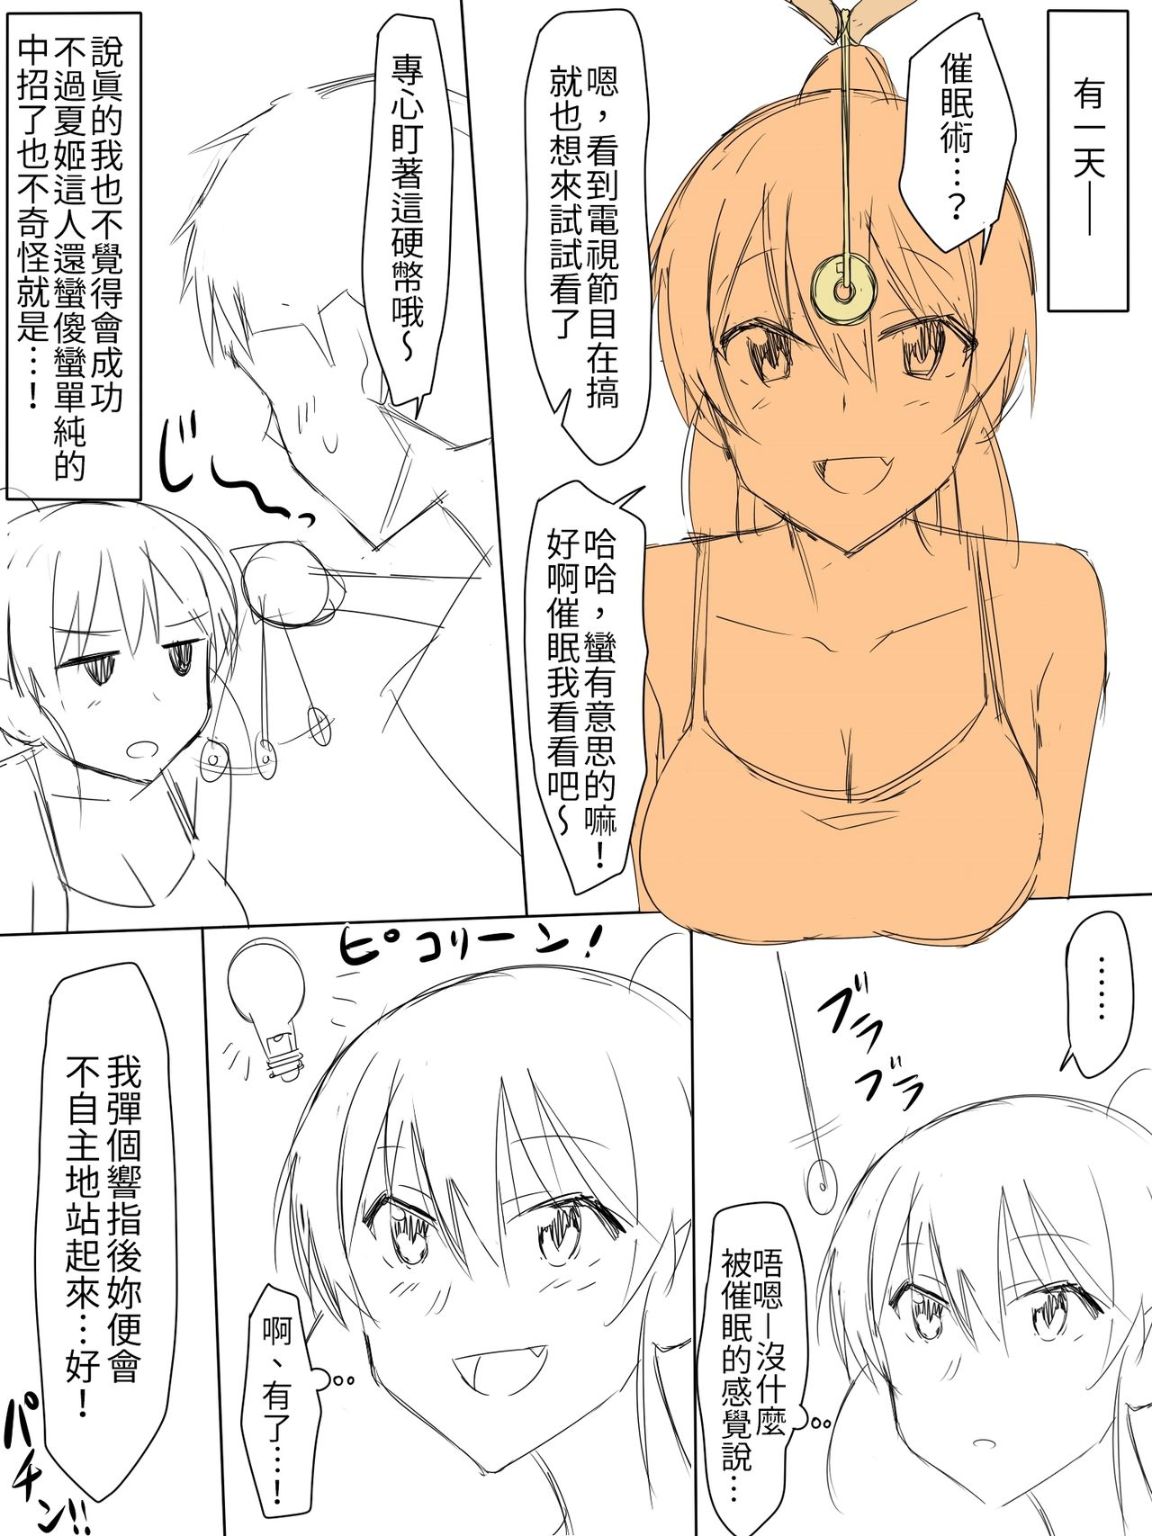 有一天——
催眠術…？
嗯，看到電視節目在搞
就也想來試試看了
哈哈，蠻有意思的嘛！
好啊催眠我看看吧～
專心盯著這硬幣哦～
說真的我也不覺得會成功
不過夏姬這人還蠻傻蠻單純的
中招了也不奇怪就是…！
じ～っ
……
ブラ
ブラ
唔嗯－沒什麼
被催眠的感覺說…
ピコリーン！
啊、有了…！
我彈個響指後妳便會
不自主地站起來…好！
パチン!!